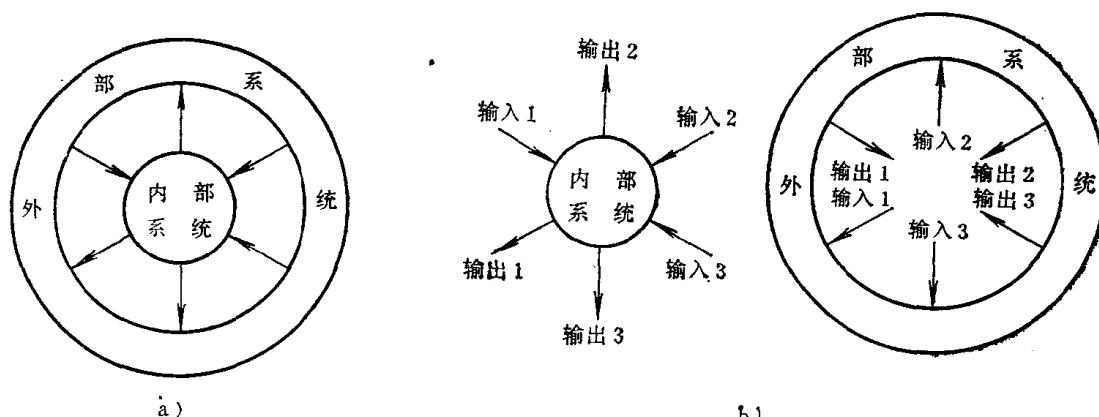 外部系统
内部
系统
a)
输出2
输入1
输入2
内部
系统
输出1
输入3
输出3
外部系统
输入2
输出1
输入1
输出2
输出3
输入3
b)